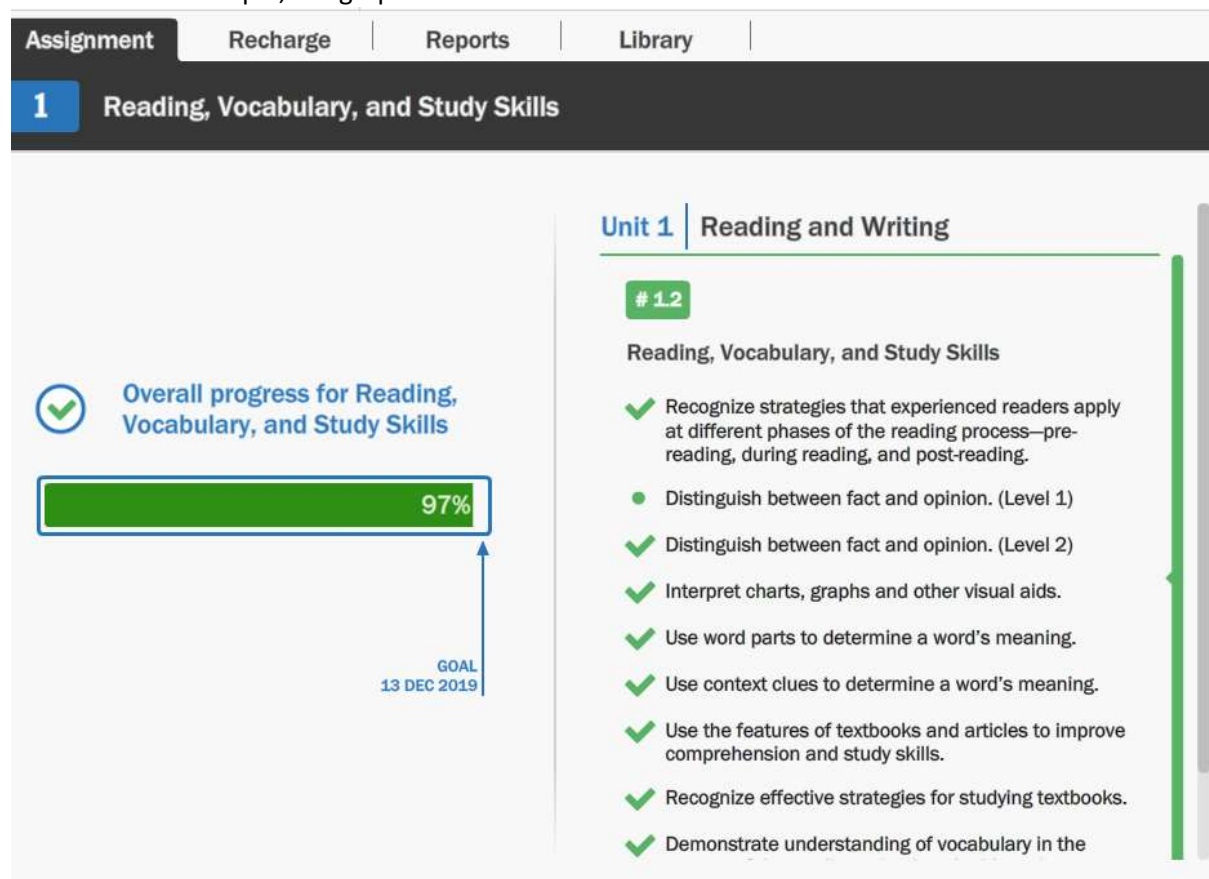 Assignment Recharge Reports Library
1 Reading, Vocabulary, and Study Skills
Overall progress for Reading,
Vocabulary, and Study Skills
97%
GOAL
13 DEC 2019
Unit 1 Reading and Writing
# 1.2
Reading, Vocabulary, and Study Skills
Recognize strategies that experienced readers apply
at different phases of the reading process—pre-
reading, during reading, and post-reading.
Distinguish between fact and opinion. (Level 1)
Distinguish between fact and opinion. (Level 2)
Interpret charts, graphs and other visual aids.
Use word parts to determine a word's meaning.
Use context clues to determine a word's meaning.
Use the features of textbooks and articles to improve
comprehension and study skills.
Recognize effective strategies for studying textbooks.
Demonstrate understanding of vocabulary in the